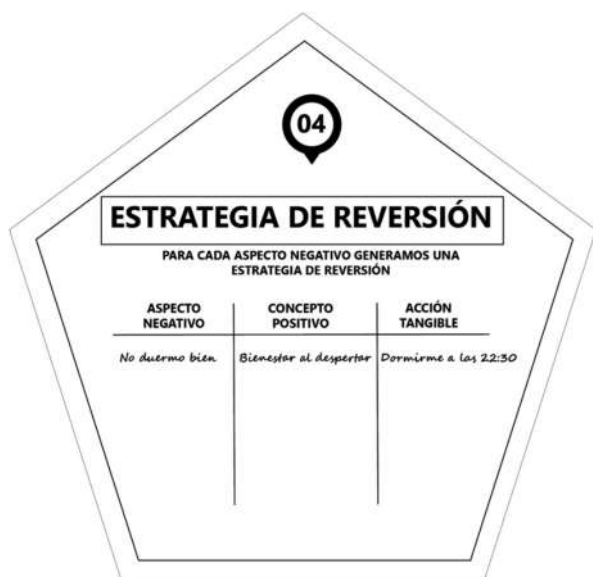 04
ESTRATEGIA DE REVERSIÓN
PARA CADA ASPECTO NEGATIVO GENERAMOS UNA
ESTRATEGIA DE REVERSIÓN
ASPECTO
NEGATIVO
CONCEPTO
POSITIVO
ACCIÓN
TANGIBLE
No duermo bien
Bienestar al despertar
Dormirme a las 22:30